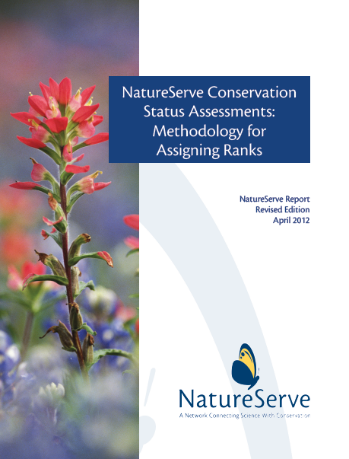 NatureServe Conservation
Status Assessments:
Methodology for
Assigning Ranks
NatureServe Report
Revised Edition
April 2012
NatureServe
A Network Connecting Science With Conservation